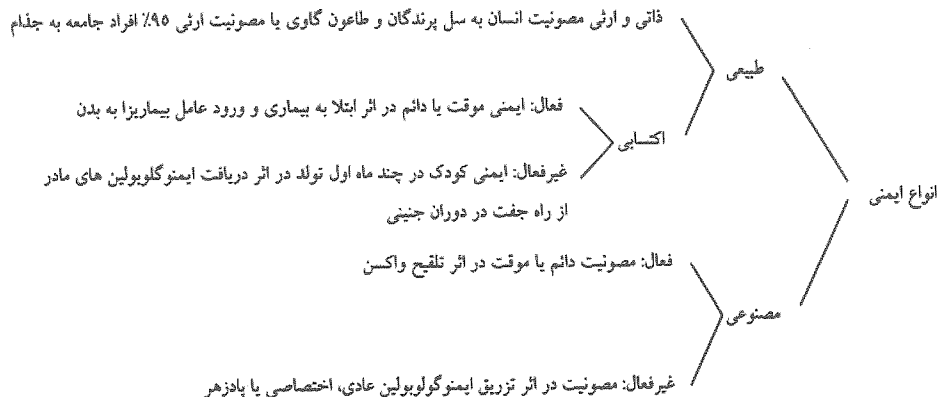 ذاتی و ارثی مصونیت انسان به سل پرندگان و طاعون گاوی یا مصونیت ارثی ۹۵٪ افراد جامعه به جذام
طبیعی
فعال: ایمنی موقت یا دائم در اثر ابتلا به بیماری و ورود عامل بیماریزا به بدن
اکتسابی
غیرفعال: ایمنی کودک در چند ماه اول تولد در اثر دریافت ایمنوگلوبولین های مادر
از راه جفت در دوران جنینی
انواع ایمنی
فعال: مصونیت دائم یا موقت در اثر تلقیح واکسن
مصنوعی
غیرفعال: مصونیت در اثر تزریق ایمنوگولوبولین عادی، اختصاصی یا پادزهر